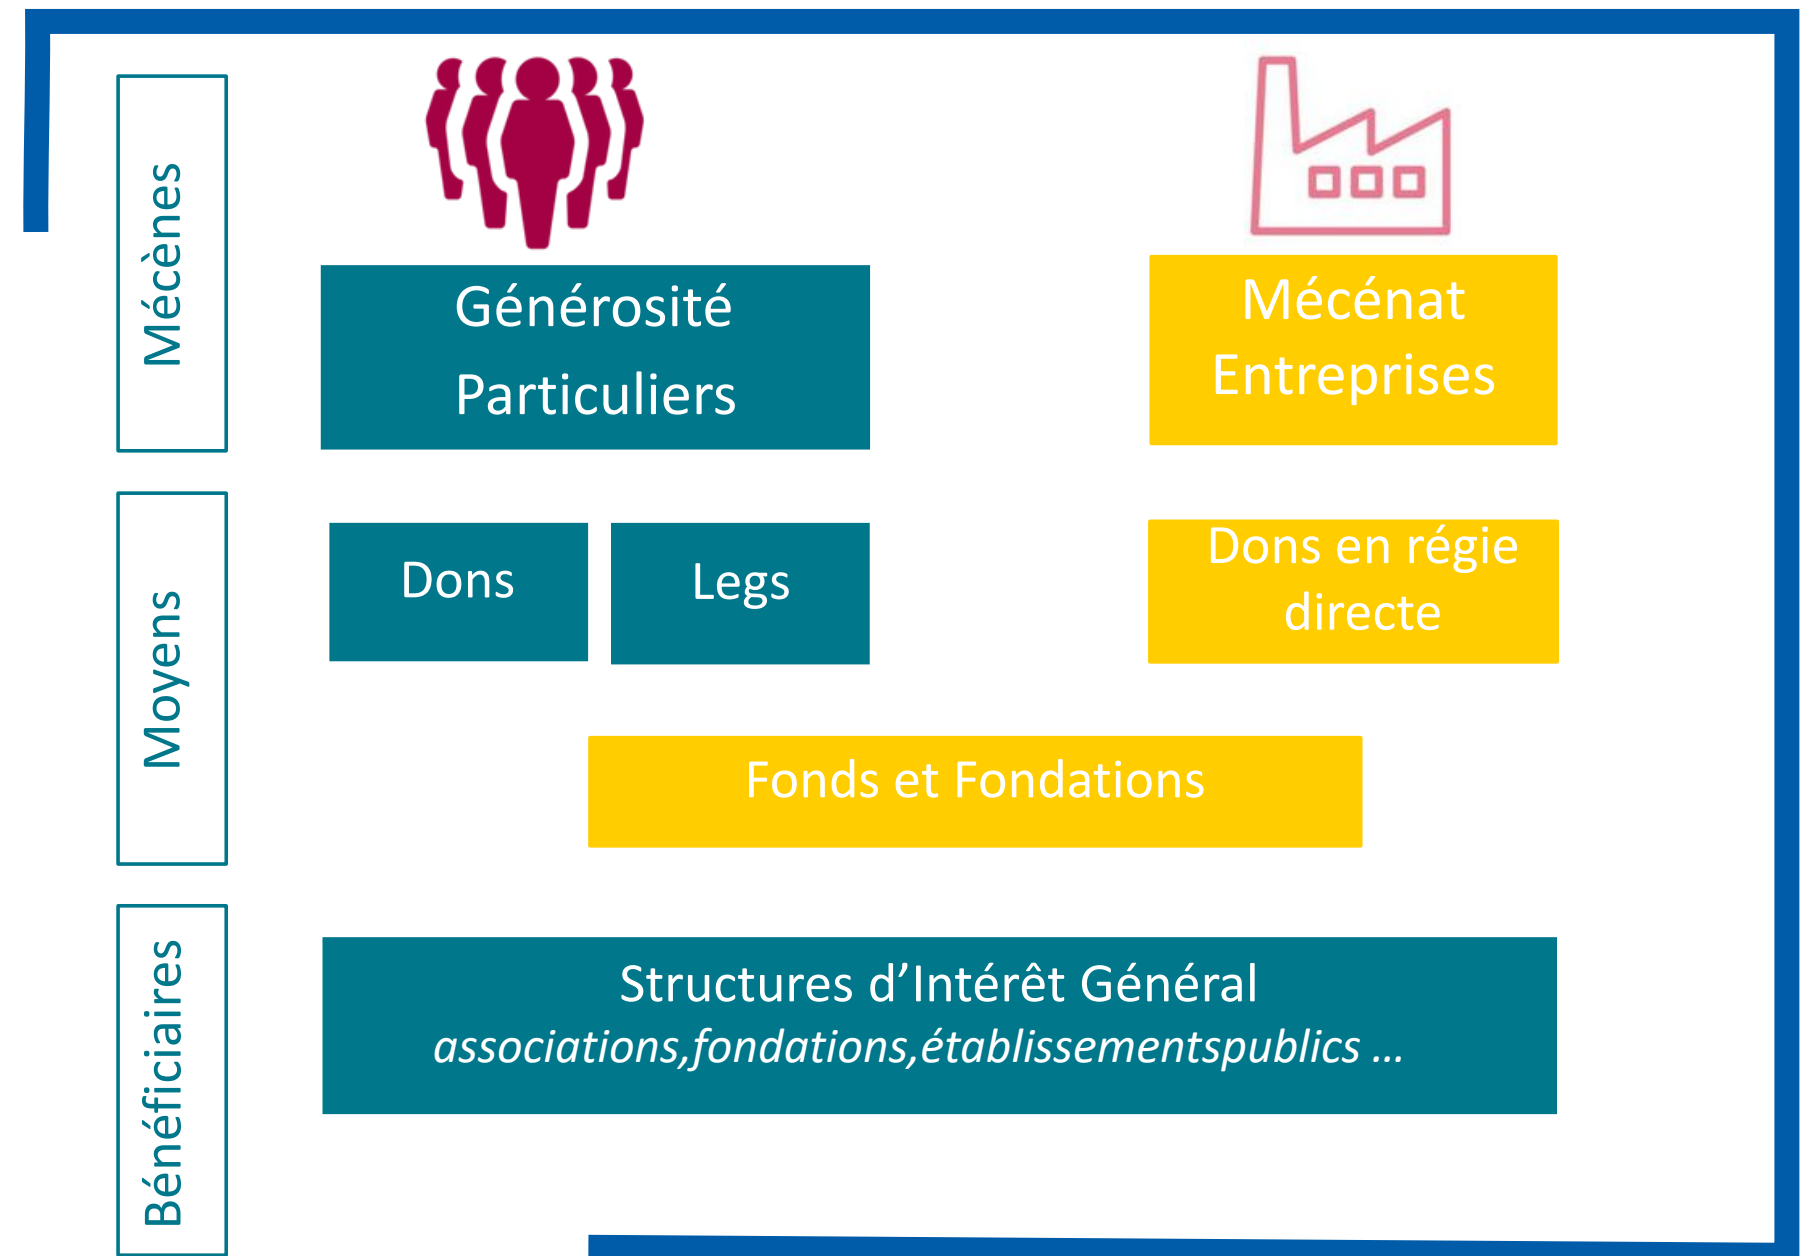 Mécènes
Générosité
Particuliers
Mécénat
Entreprises
Moyens
Dons
Legs
Dons en régie
directe
Fonds et Fondations
Bénéficiaires
Structures d’Intérêt Général
associations,fondations,établissementspublics ...